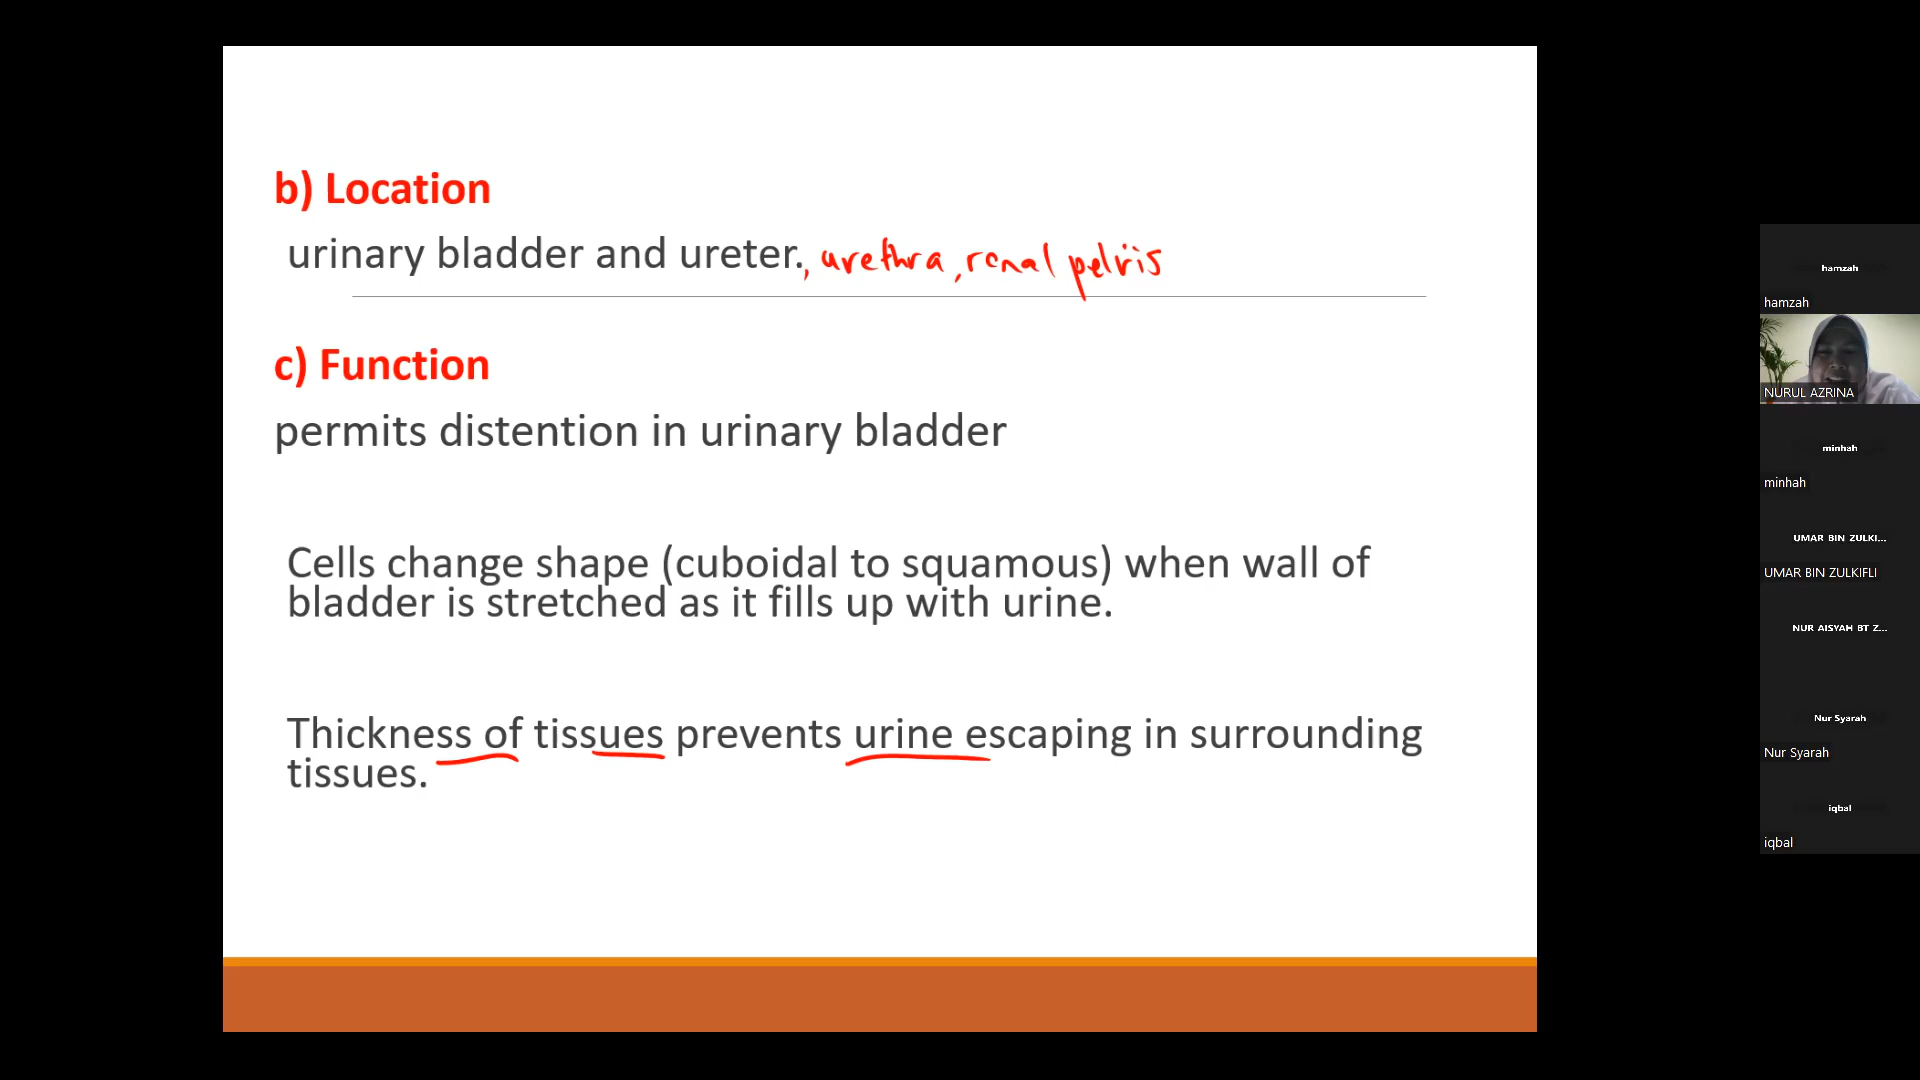 b) Location
urinary bladder and ureter. , urethra, renal pelvis
c) Function
permits distention in urinary bladder
Cells change shape (cuboidal to squamous) when wall of
bladder is stretched as it fills up with urine.
Thickness of tissues prevents urine escaping in surrounding
tissues.
hamzah
hamzah
NURUL AZRINA
minhah
minhah
UMAR BIN ZULKI...
UMAR BIN ZULKIFLI
NUR AISYAH BT Z...
Nur Syarah
Nur Syarah
iqbal
iqbal